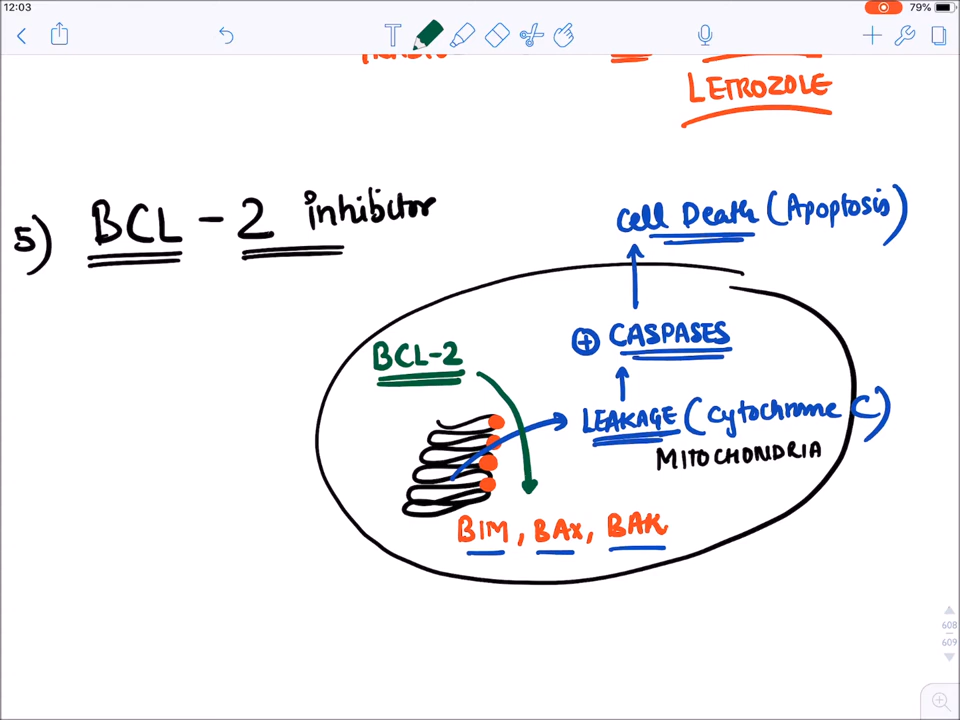 12:03
79%
T
LETROZOLE
5) BCL-2 inhibitor
Cell Death (Apoptosis)
+ CASPASES
BCL-2
LEAKAGE (Cytochrome C)
MITOCHONDRIA
BIM, BAX, BAK
608
609